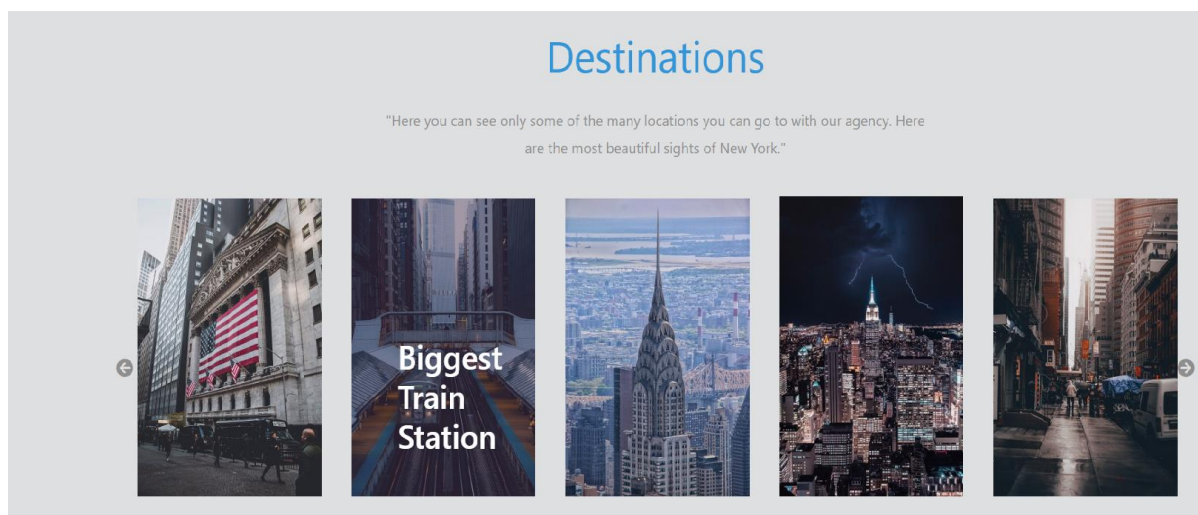 Destinations
"Here you can see only some of the many locations you can go to with our agency. Here
are the most beautiful sights of New York."
Biggest
Train
Station